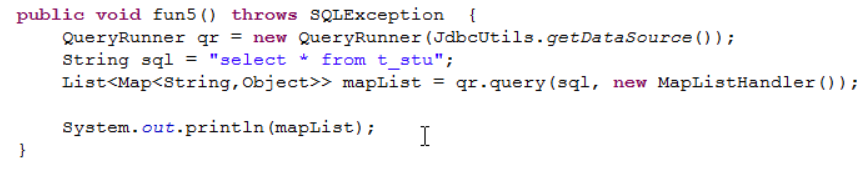 public void fun5() throws SQLException {
QueryRunner qr = new QueryRunner(JdbcUtils.getDataSource());
String sql = "select * from t_stu";
List<Map<String,Object>> mapList = qr.query(sql, new MapListHandler());
System.out.println(mapList);
}